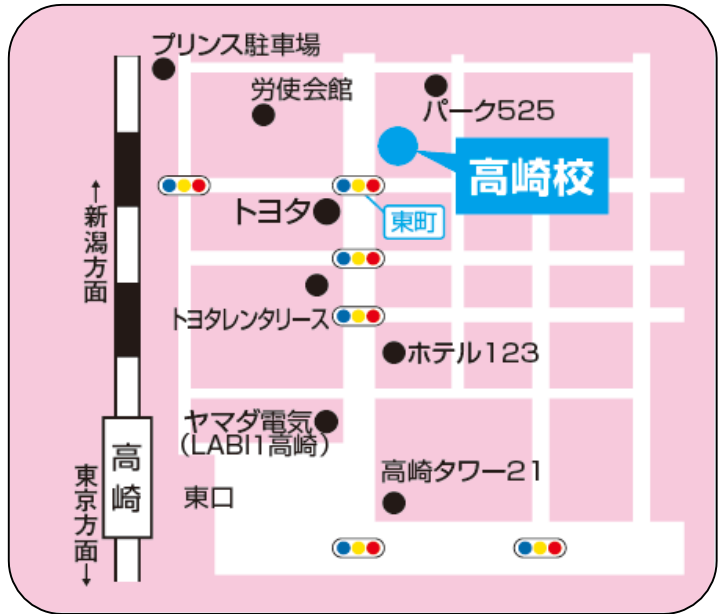 プリンス駐車場
労使会館
パーク525
高崎校
トヨタ
東町
←新潟方面
トヨタレンタリース
ホテル123
ヤマダ電気
（LABI1高崎）
高崎
東口
高崎タワー21
東京方面→